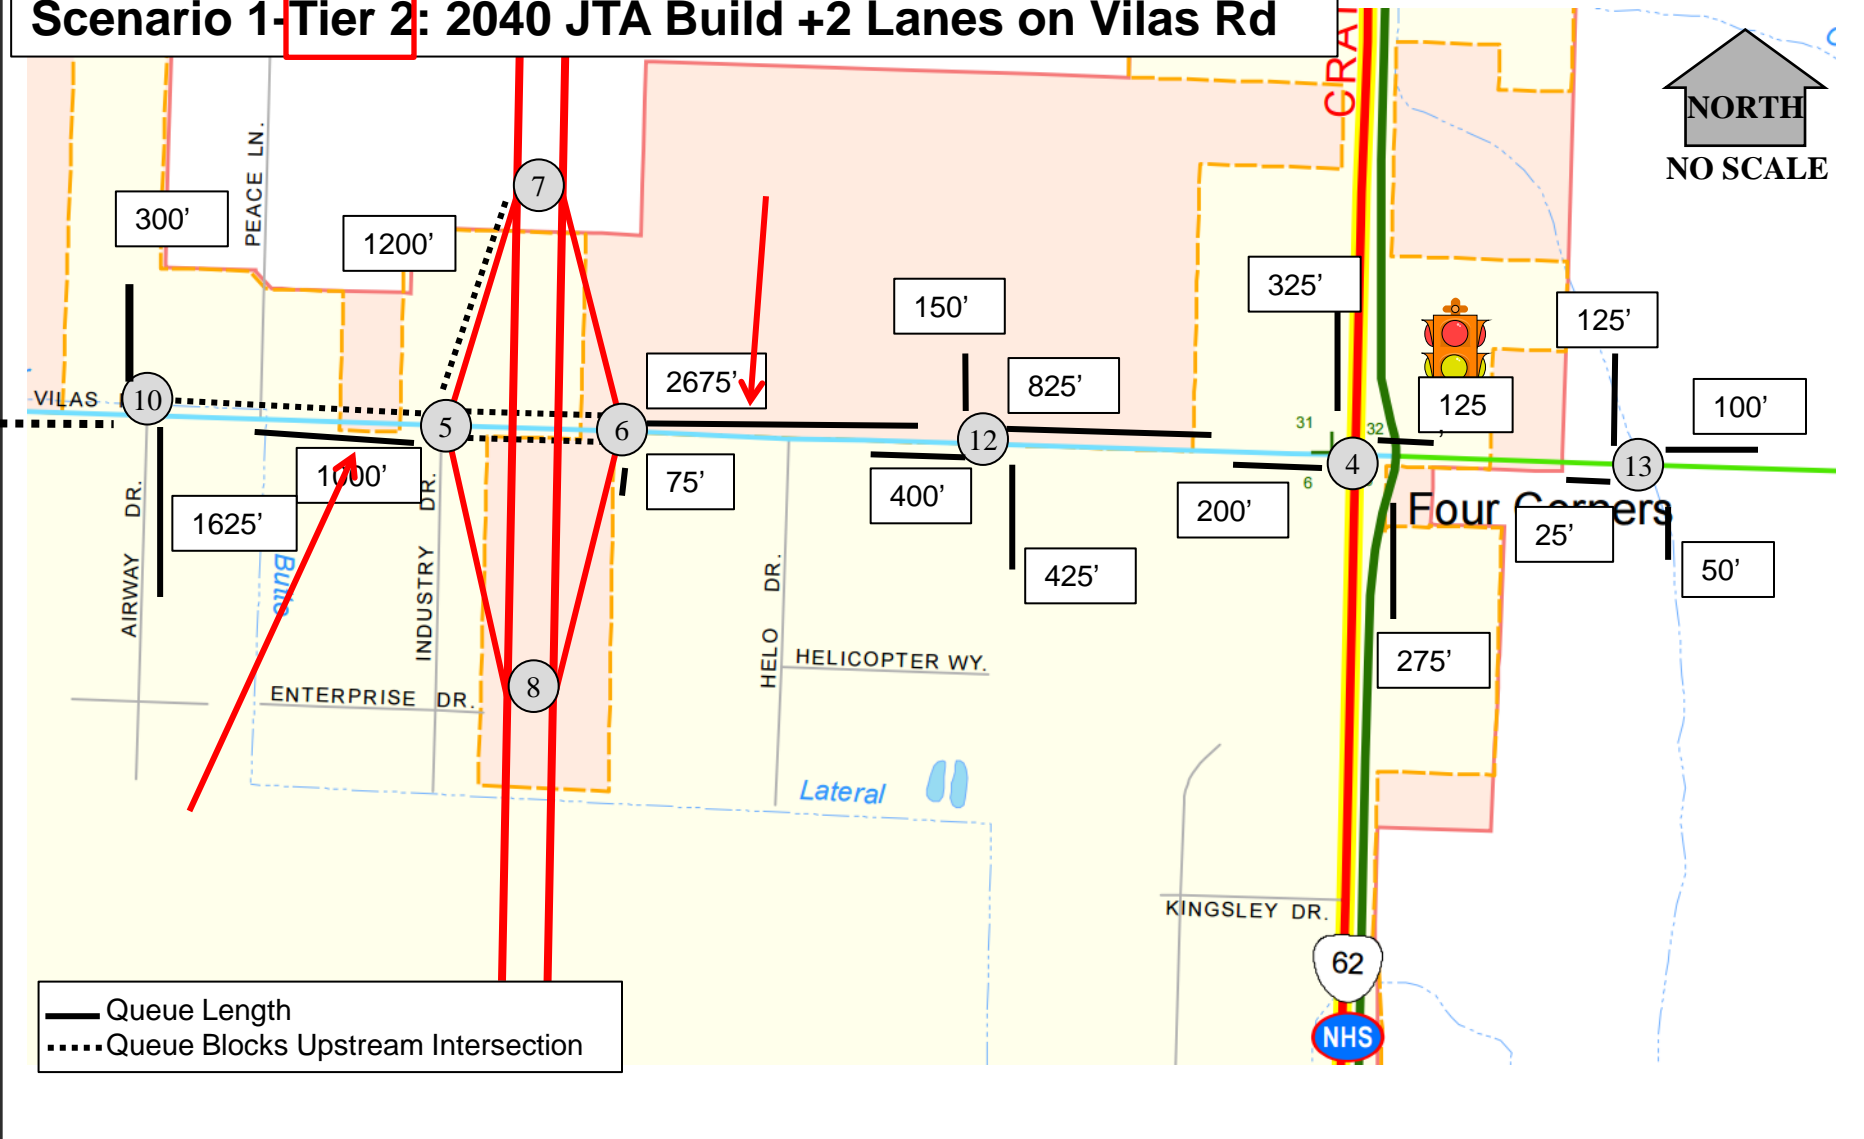 Scenario 1-Tier 2: 2040 JTA Build +2 Lanes on Vilas Rd
CRA
NORTH
NO SCALE
PEACE LN.
7
300’
1200’
325’
150’
125’
2675’
825’
125
’
100’
VILAS
10
5
6
12
31
32
4
6
13
1000’
75’
400’
200’
Four Corners
1625’
25’
50’
425’
AIRWAY DR.
Butte
INDUSTRY DR.
HELO DR.
HELICOPTER WY.
275’
ENTERPRISE DR.
8
Lateral
KINGSLEY DR.
62
NHS
Queue Length
Queue Blocks Upstream Intersection